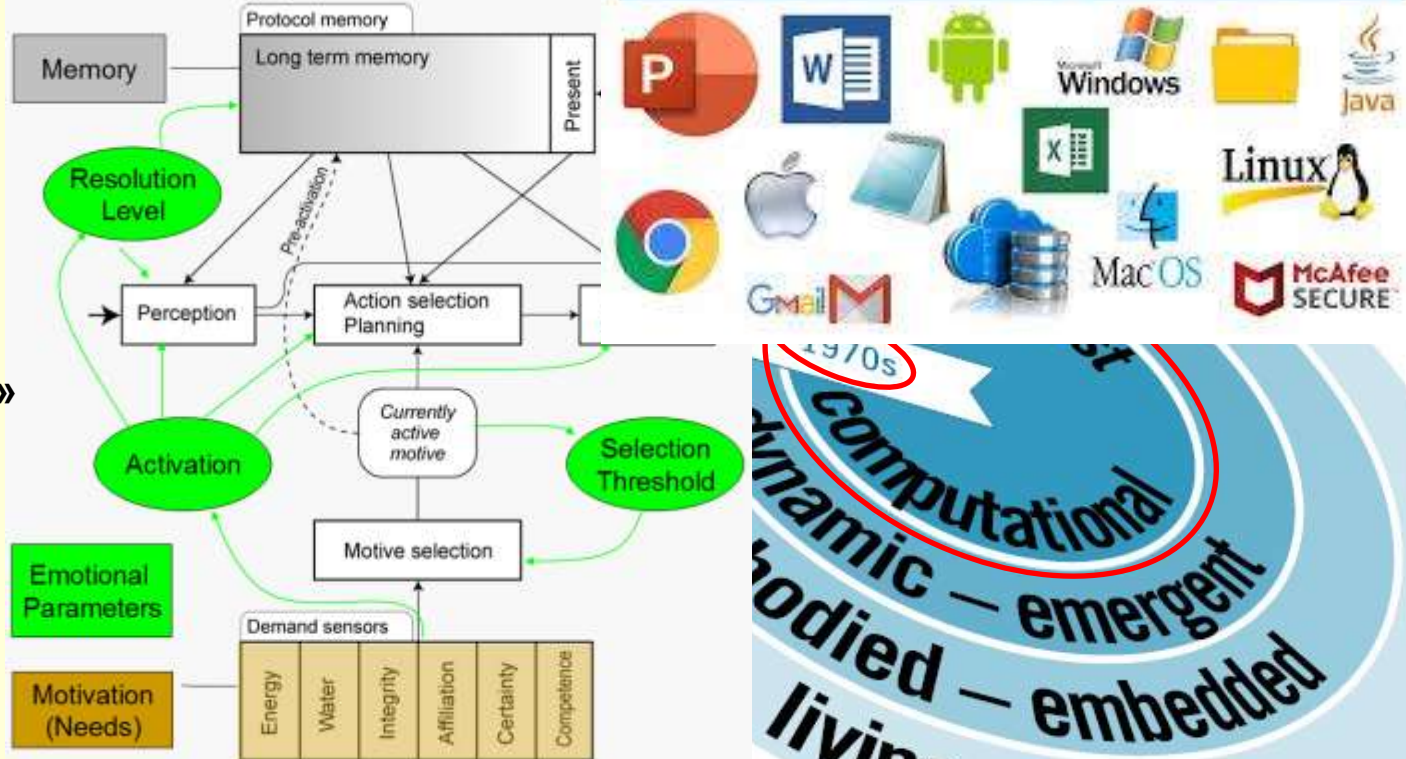 Protocol memory
Memory
Long term memory
Present
Resolution
Level
Pre-activation
Perception
Action selection
Planning
»
Currently
active
motive
Activation
Selection
Threshold
Motive selection
Emotional
Parameters
Demand sensors
Motivation
(Needs)
Energy
Water
Integrity
Affiliation
Certainty
Competence
P
W
Microsoft
Windows
Java
X
Linux
Mac OS
GMail
McAfee
SECURE
1970s
computational
dynamic – emergent
bodied – embedded